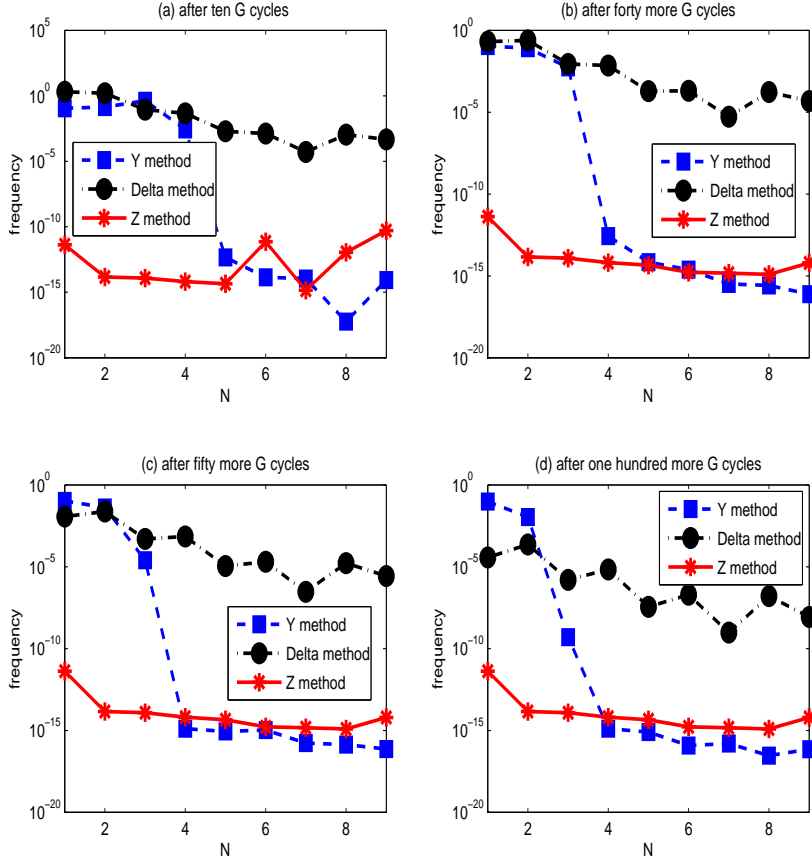 (a) after ten G cycles
10^5
10^0
10^-5
10^-10
10^-15
10^-20
frequency
Y method
Delta method
Z method
2 4 6 8
N
(b) after forty more G cycles
10^0
10^-5
10^-10
10^-15
10^-20
frequency
Y method
Delta method
Z method
2 4 6 8
N
(c) after fifty more G cycles
10^0
10^-5
10^-10
10^-15
10^-20
frequency
Y method
Delta method
Z method
2 4 6 8
N
(d) after one hundred more G cycles
10^0
10^-5
10^-10
10^-15
10^-20
frequency
Y method
Delta method
Z method
2 4 6 8
N